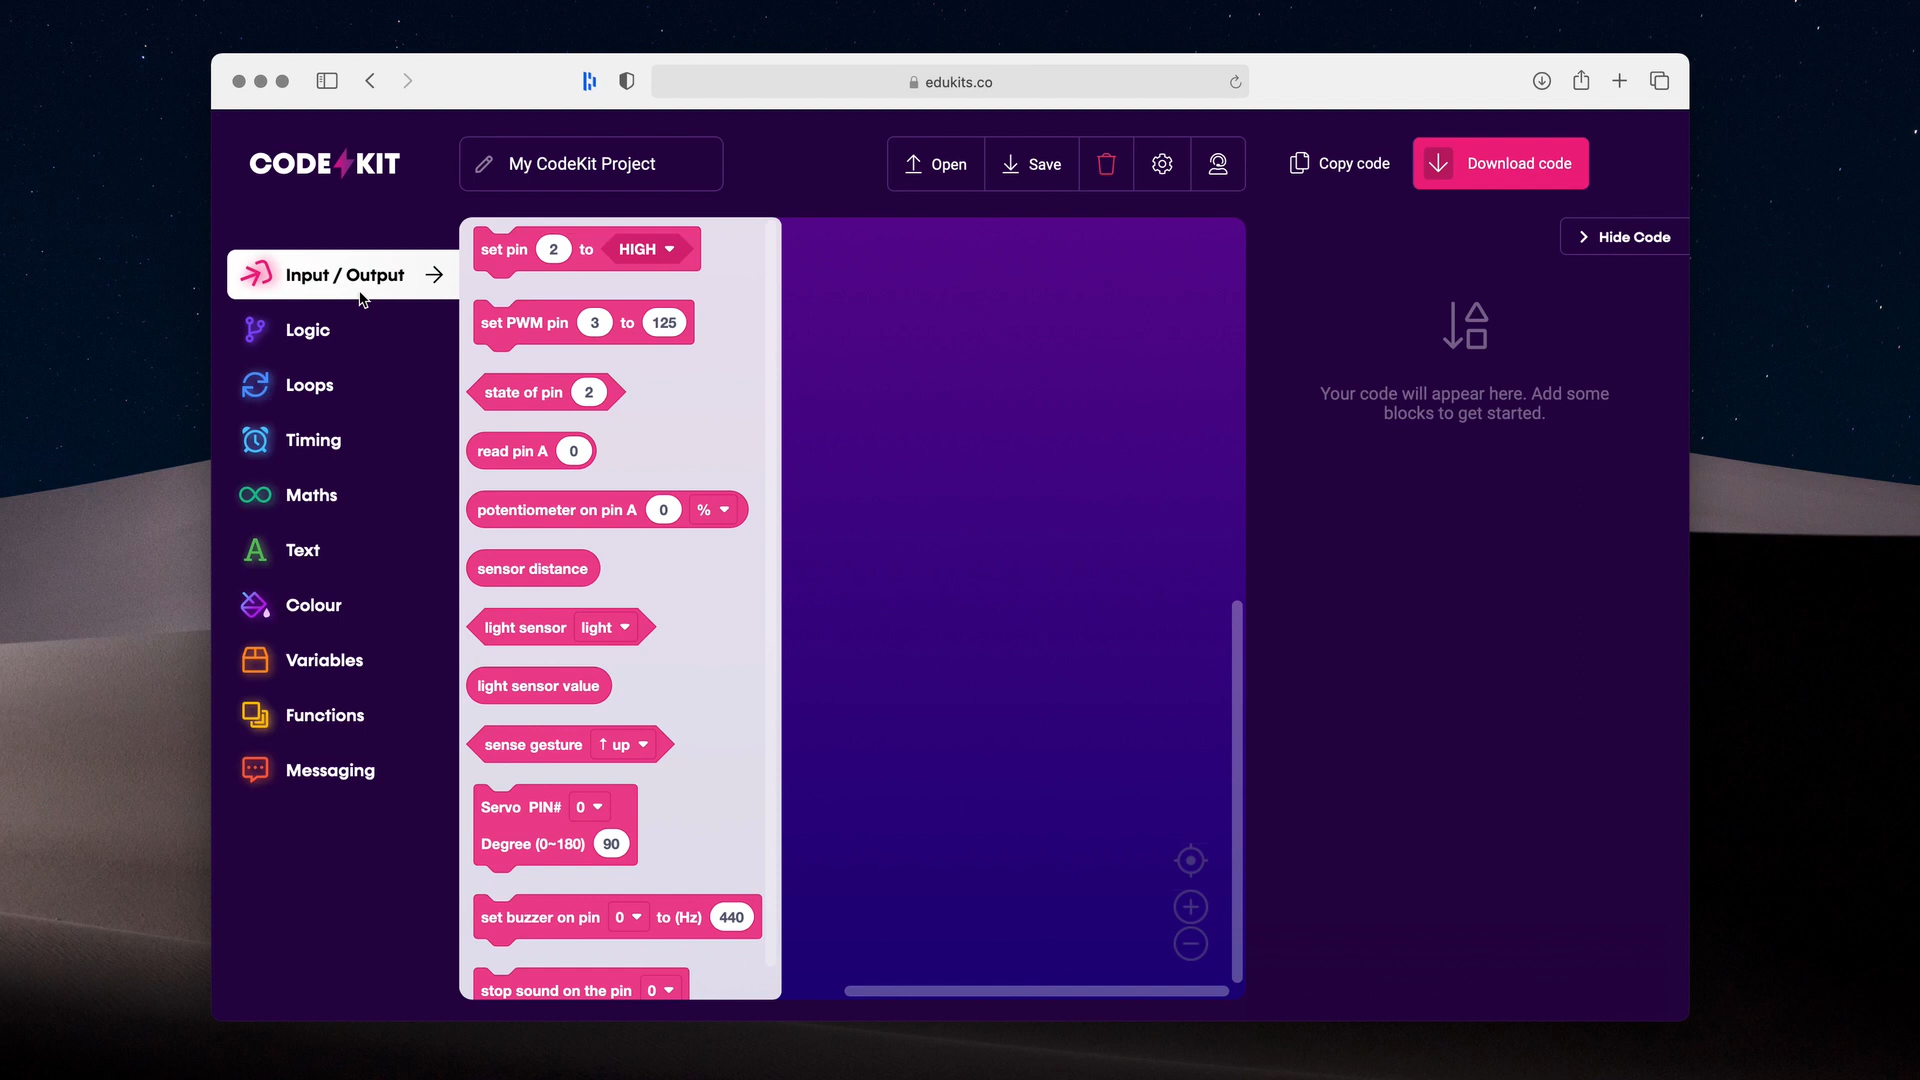 edukits.co
CODE KIT
My CodeKit Project
Open
Save
Copy code
Download code
Hide Code
Input / Output
Logic
Loops
Timing
Maths
Text
Colour
Variables
Functions
Messaging
set pin 2 to HIGH
set PWM pin 3 to 125
state of pin 2
read pin A 0
potentiometer on pin A 0 %
sensor distance
light sensor light
light sensor value
sense gesture ↑ up
Servo PIN# 0
Degree (0~180) 90
set buzzer on pin 0 to (Hz) 440
stop sound on the pin 0
Your code will appear here. Add some
blocks to get started.